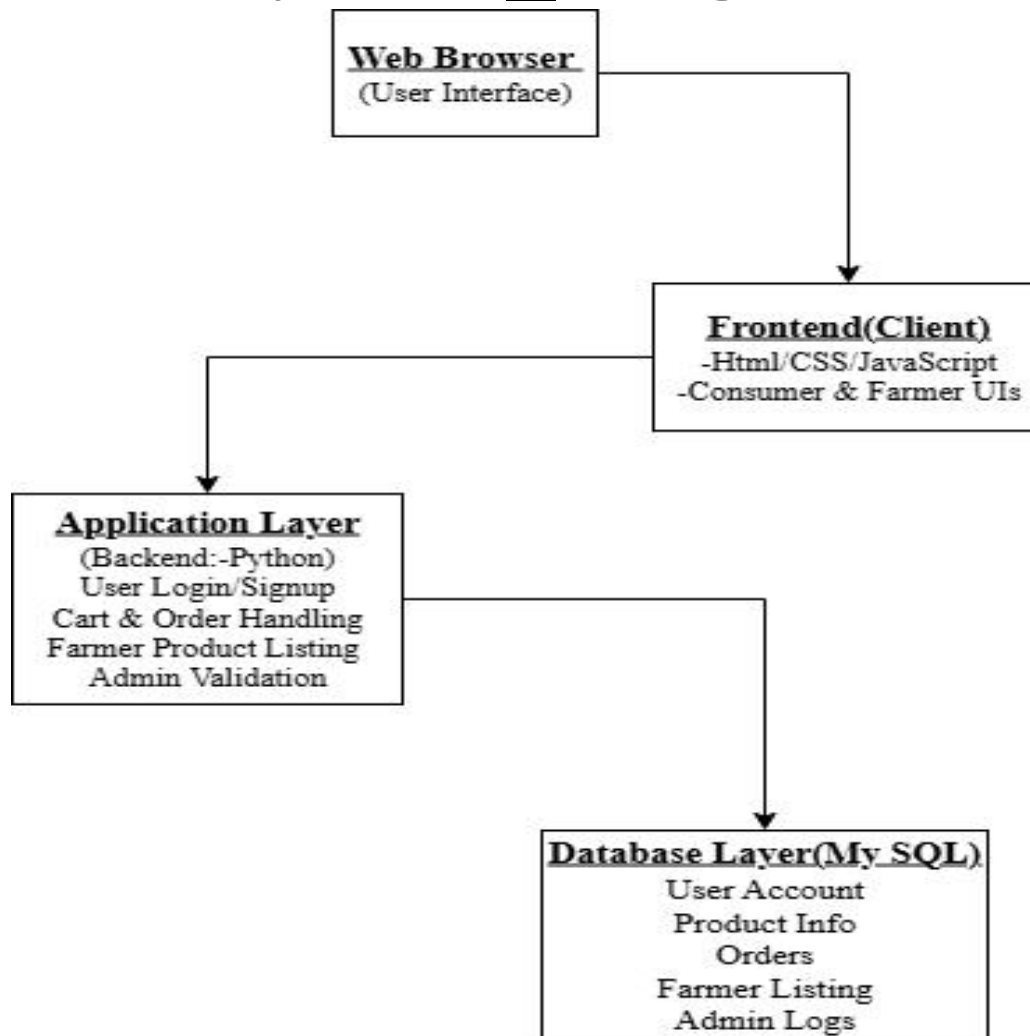 Web Browser
(User Interface)
Frontend(Client)
-Html/CSS/JavaScript
-Consumer & Farmer UIs
Application Layer
(Backend:-Python)
User Login/Signup
Cart & Order Handling
Farmer Product Listing
Admin Validation
Database Layer(My SQL)
User Account
Product Info
Orders
Farmer Listing
Admin Logs